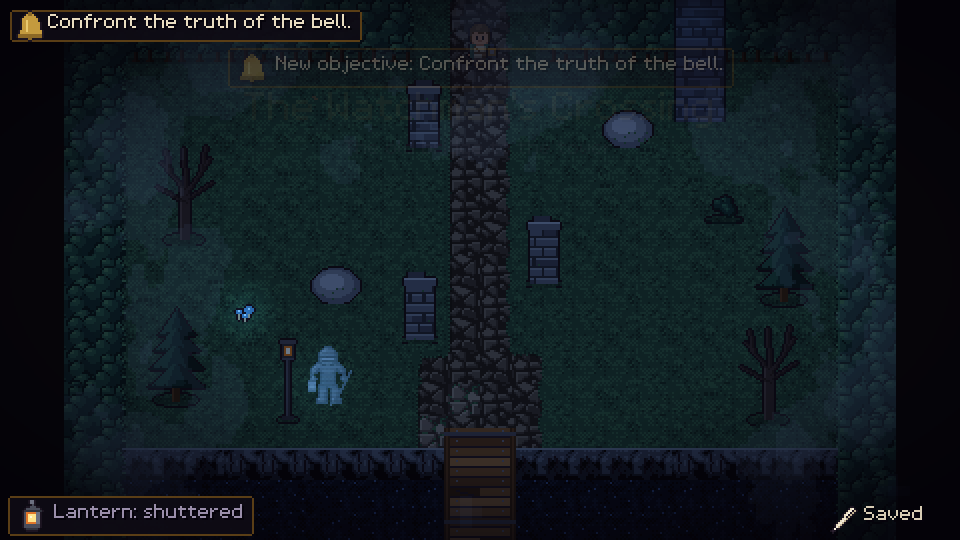 Confront the truth of the bell.
New objective: Confront the truth of the bell.
Lantern: shuttered
Saved